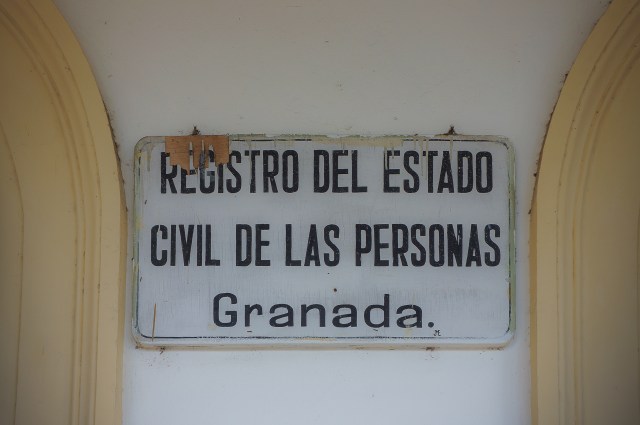 REGISTRO DEL ESTADO
CIVIL DE LAS PERSONAS
Granada.